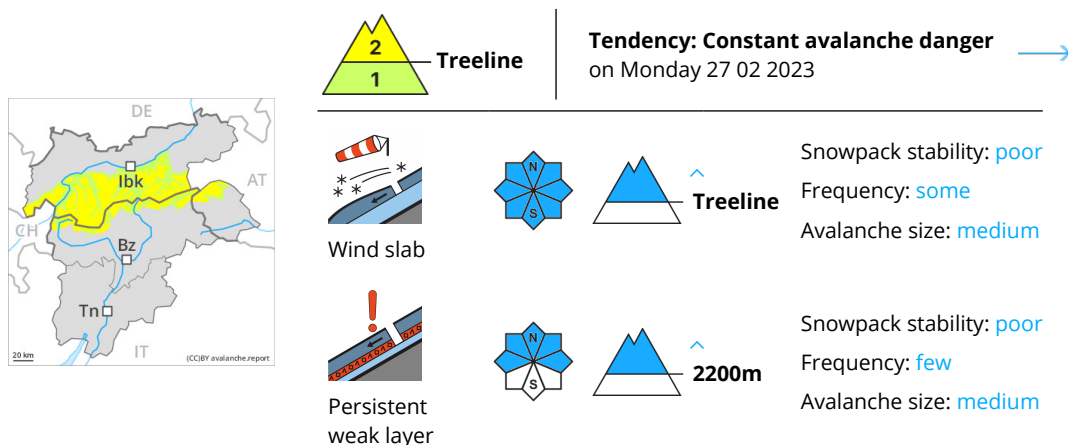 2
1
Treeline
Tendency: Constant avalanche danger
on Monday 27 02 2023
DE
Ibk
AT
CH
Bz
Tn
IT
20 km
(CC)BY avalanche.report
Wind slab
N
S
Treeline
Snowpack stability: poor
Frequency: some
Avalanche size: medium
Persistent
weak layer
N
S
2200m
Snowpack stability: poor
Frequency: few
Avalanche size: medium